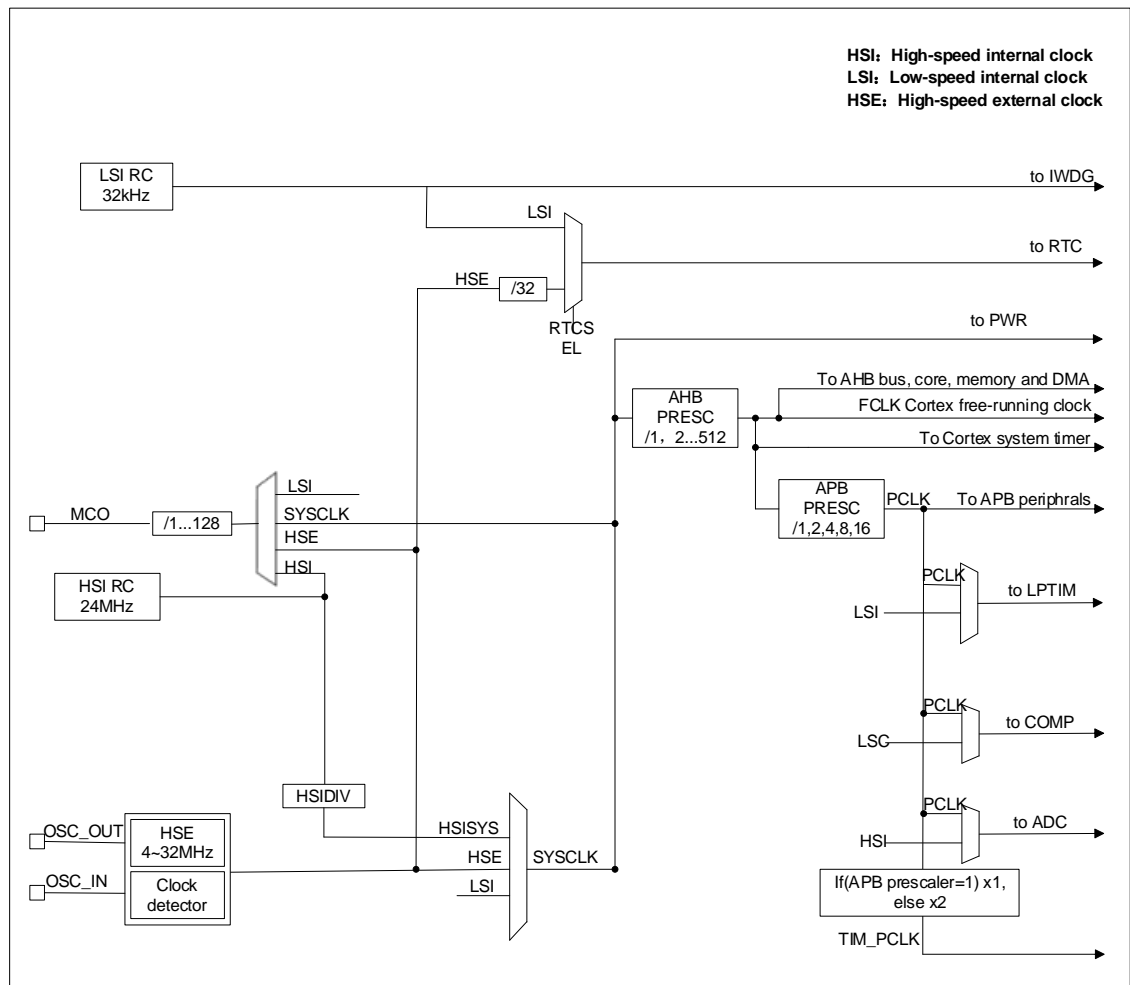 HSI：High-speed internal clock
LSI：Low-speed internal clock
HSE：High-speed external clock
LSI RC
32kHz
to IWDG
LSI
to RTC
HSE
/32
RTCS
EL
to PWR
To AHB bus, core, memory and DMA
AHB
PRESC
/1，2...512
FCLK Cortex free-running clock
To Cortex system timer
LSI
APB
PRESC
/1,2,4,8,16
PCLK
To APB periphrals
MCO
/1...128
SYSCLK
HSE
HSI
HSI RC
24MHz
PCLK
to LPTIM
LSI
PCLK
to COMP
LSC
HSIDIV
PCLK
to ADC
HSI
OSC_OUT
HSE
4~32MHz
HSISYS
HSE
SYSCLK
OSC_IN
Clock
detector
LSI
If(APB prescaler=1) x1,
else x2
TIM_PCLK